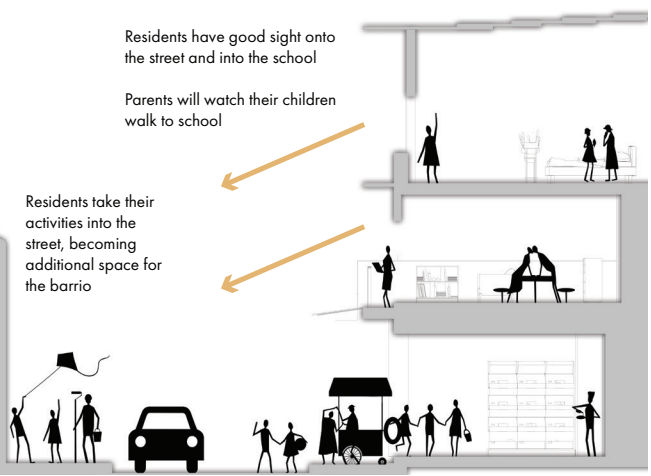 Residents have good sight onto
the street and into the school
Parents will watch their children
walk to school
Residents take their
activities into the
street, becoming
additional space for
the barrio